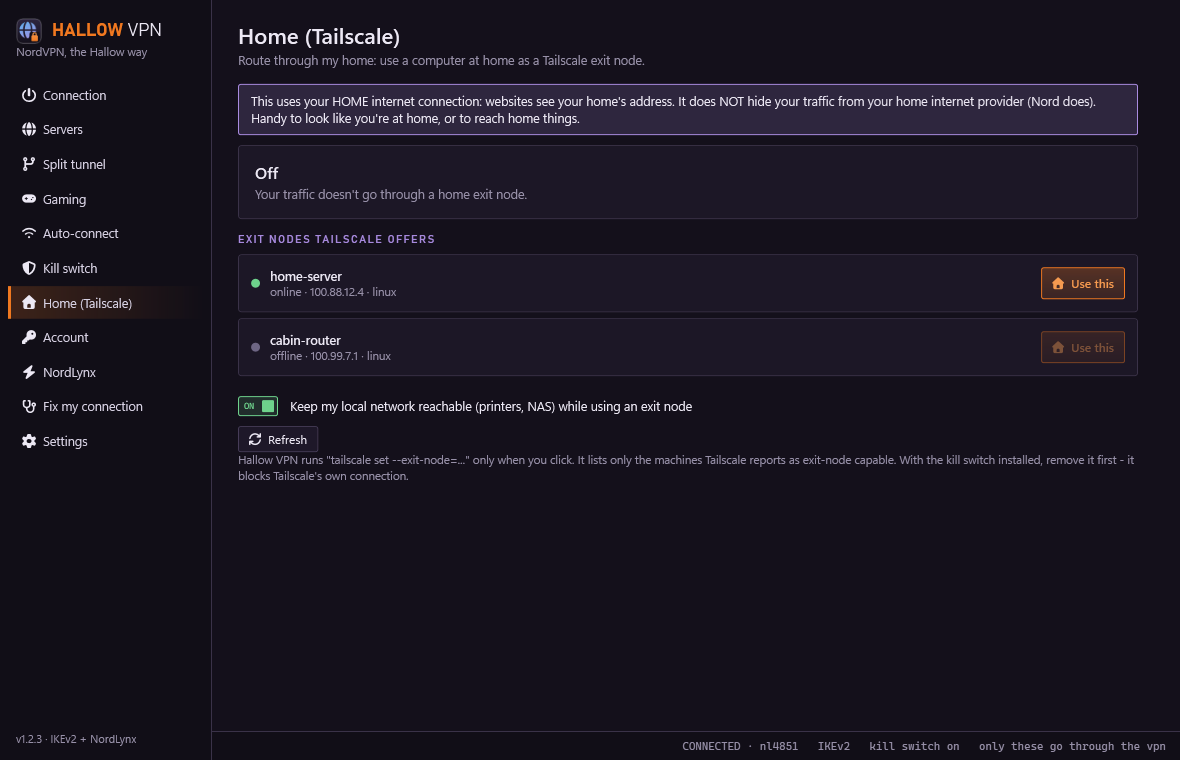 HALLOW VPN
NordVPN, the Hallow way
Connection
Servers
Split tunnel
Gaming
Auto-connect
Kill switch
Home (Tailscale)
Account
NordLynx
Fix my connection
Settings
v1.2.3 · IKEv2 + NordLynx
Home (Tailscale)
Route through my home: use a computer at home as a Tailscale exit node.
This uses your HOME internet connection: websites see your home's address. It does NOT hide your traffic from your home internet provider (Nord does).
Handy to look like you're at home, or to reach home things.
Off
Your traffic doesn't go through a home exit node.
EXIT NODES TAILSCALE OFFERS
home-server
online · 100.88.12.4 · linux
Use this
cabin-router
offline · 100.99.7.1 · linux
Use this
ON
Keep my local network reachable (printers, NAS) while using an exit node
Refresh
Hallow VPN runs "tailscale set --exit-node=..." only when you click. It lists only the machines Tailscale reports as exit-node capable. With the kill switch installed, remove it first - it
blocks Tailscale's own connection.
CONNECTED · nl4851 IKEv2 kill switch on only these go through the vpn